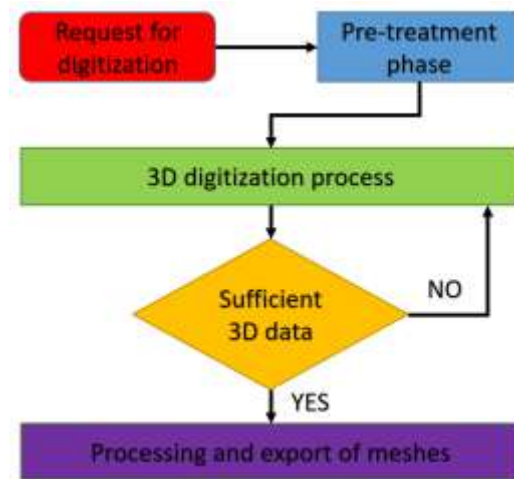 Request for
digitization
Pre-treatment
phase
3D digitization process
Sufficient
3D data
NO
YES
Processing and export of meshes